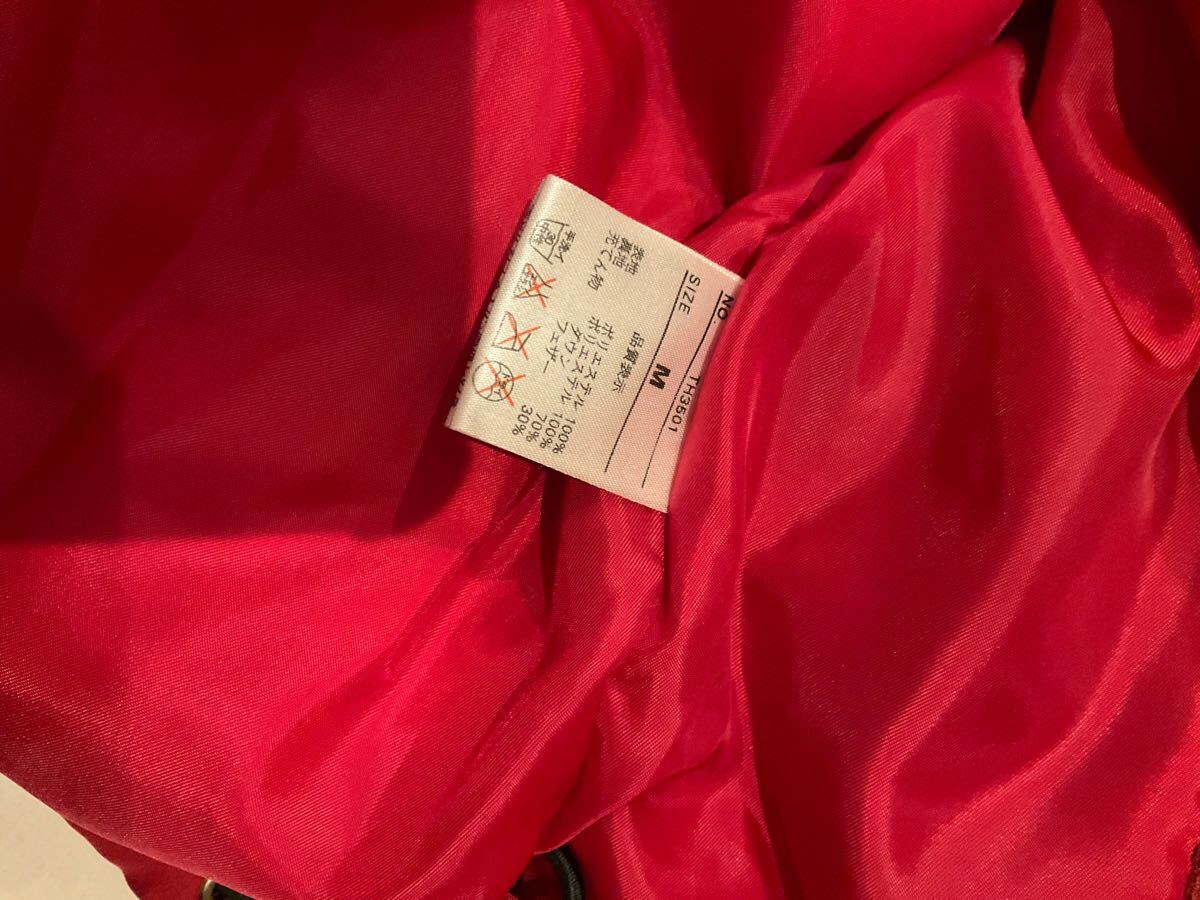 NO. TH3501
SIZE M
品質表示
表地 ポリエステル 100%
裏地 ポリエステル 100%
充てん物 ダウン 70%
フェザー 30%
手洗イ
30
中性